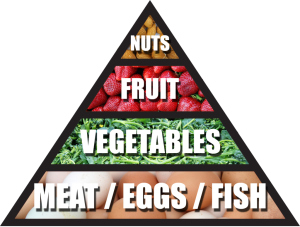 NUTS
FRUIT
VEGETABLES
MEAT / EGGS / FISH